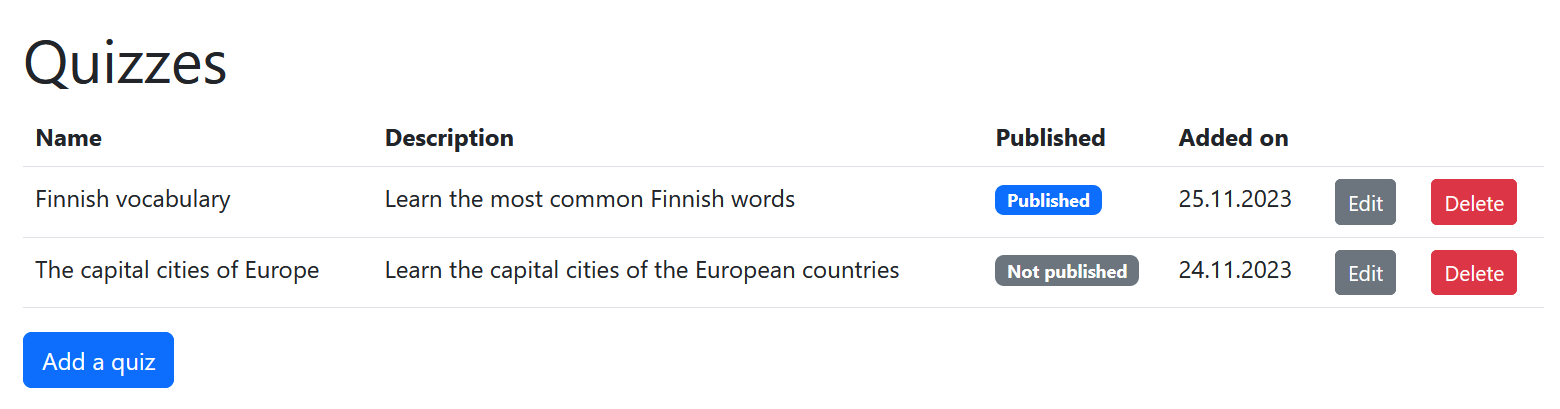 Quizzes
Name Description Published Added on
Finnish vocabulary Learn the most common Finnish words Published 25.11.2023 Edit Delete
The capital cities of Europe Learn the capital cities of the European countries Not published 24.11.2023 Edit Delete
Add a quiz